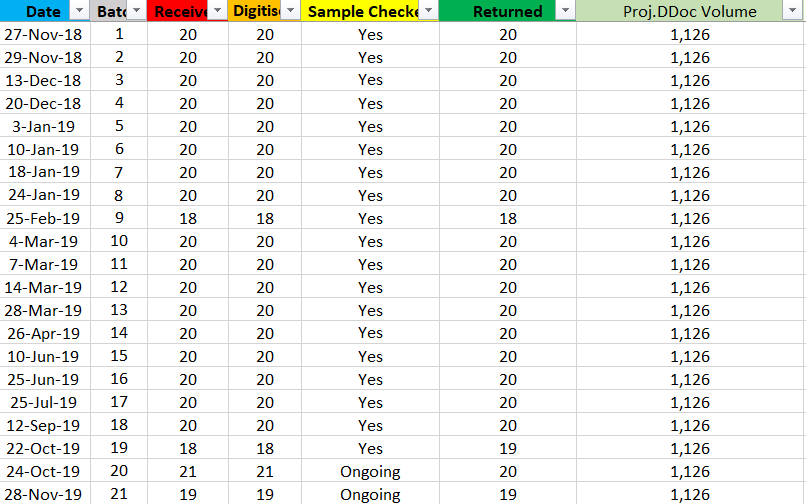 Date Batc Receive Digitis Sample Checke Returned Proj.DDoc Volume
27-Nov-18 1 20 20 Yes 20 1,126
29-Nov-18 2 20 20 Yes 20 1,126
13-Dec-18 3 20 20 Yes 20 1,126
20-Dec-18 4 20 20 Yes 20 1,126
3-Jan-19 5 20 20 Yes 20 1,126
10-Jan-19 6 20 20 Yes 20 1,126
18-Jan-19 7 20 20 Yes 20 1,126
24-Jan-19 8 20 20 Yes 20 1,126
25-Feb-19 9 18 18 Yes 18 1,126
4-Mar-19 10 20 20 Yes 20 1,126
7-Mar-19 11 20 20 Yes 20 1,126
14-Mar-19 12 20 20 Yes 20 1,126
28-Mar-19 13 20 20 Yes 20 1,126
26-Apr-19 14 20 20 Yes 20 1,126
10-Jun-19 15 20 20 Yes 20 1,126
25-Jun-19 16 20 20 Yes 20 1,126
25-Jul-19 17 20 20 Yes 20 1,126
12-Sep-19 18 20 20 Yes 20 1,126
22-Oct-19 19 18 18 Yes 19 1,126
24-Oct-19 20 21 21 Ongoing 20 1,126
28-Nov-19 21 19 19 Ongoing 19 1,126